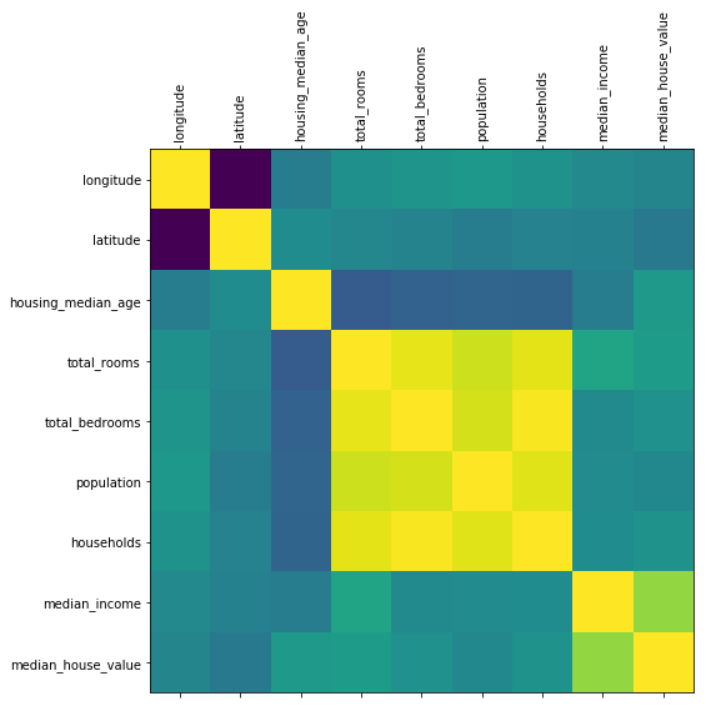 longitude
latitude
housing_median_age
total_rooms
total_bedrooms
population
households
median_income
median_house_value
longitude
latitude
housing_median_age
total_rooms
total_bedrooms
population
households
median_income
median_house_value